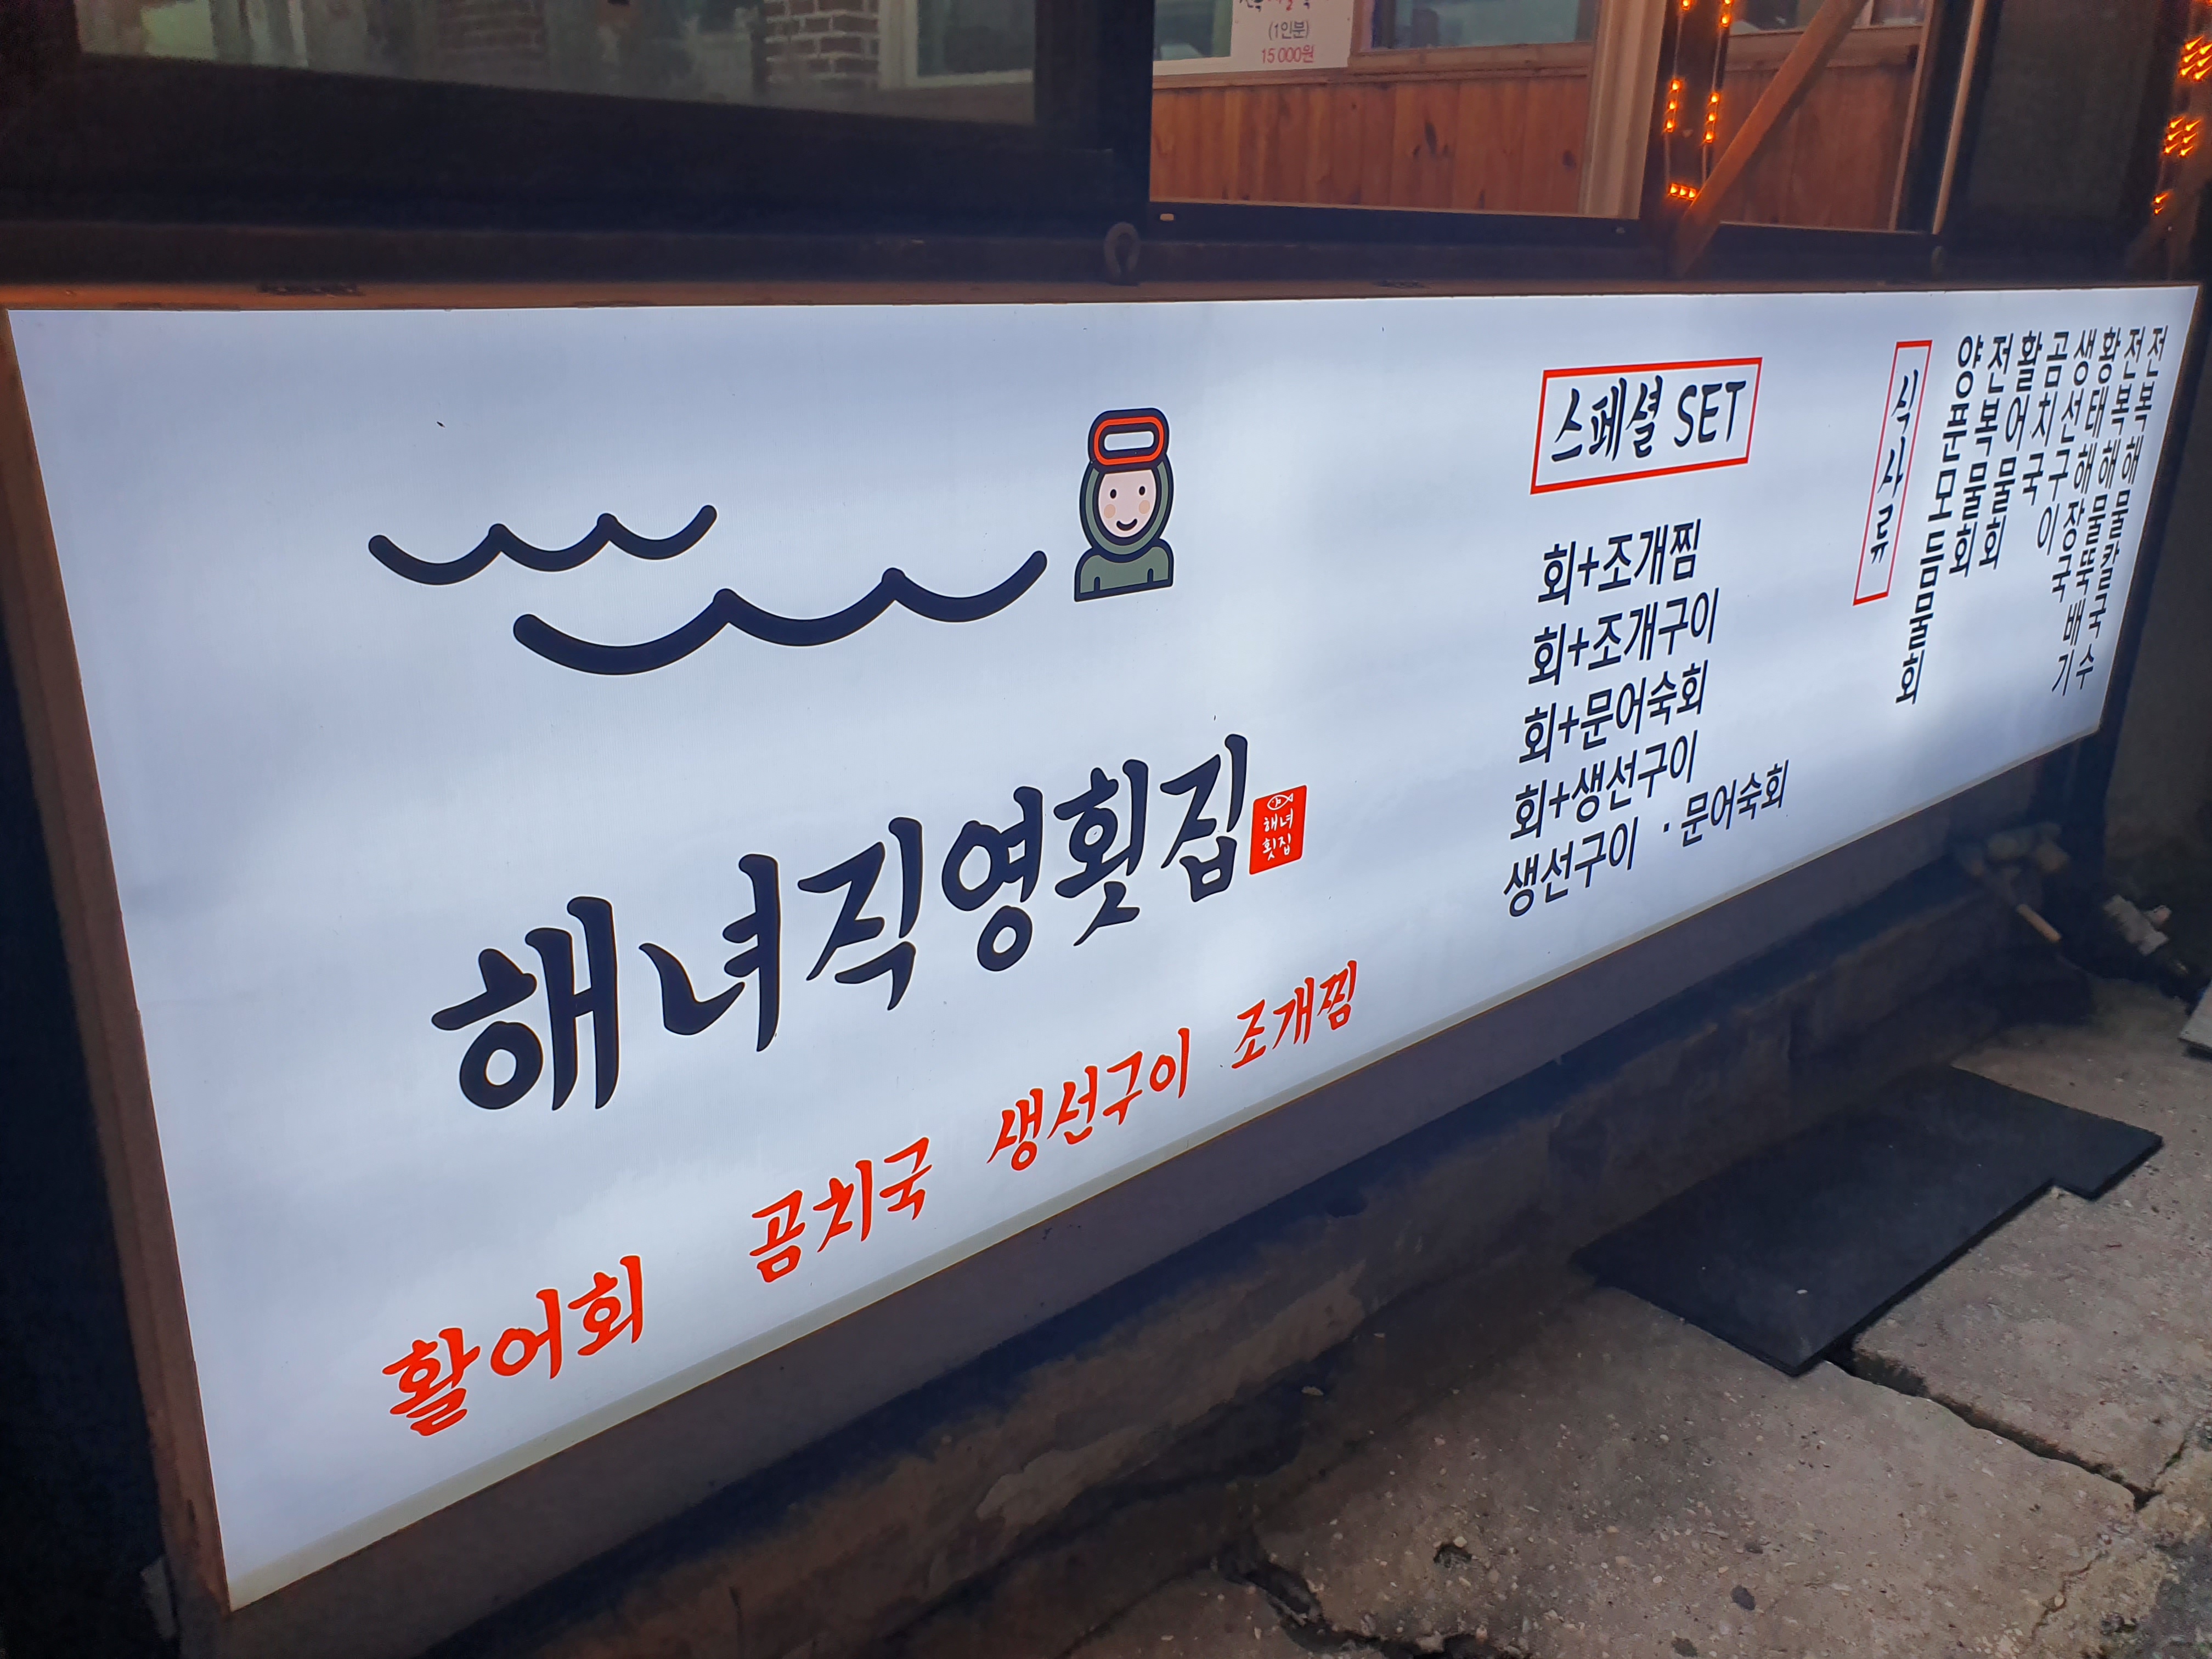 (1인분)
15 000원
스페셜 SET
회+조개찜
회+조개구이
회+문어숙회
회+생선구이
생선구이 · 문어숙회
식사류
양푼모듬물회
전복물회
활어물회
곰치국
생선구이
황태해장국
전복해물뚝배기
전복해물칼국수
해녀직영횟집
해녀
횟집
활어회 곰치국 생선구이 조개찜